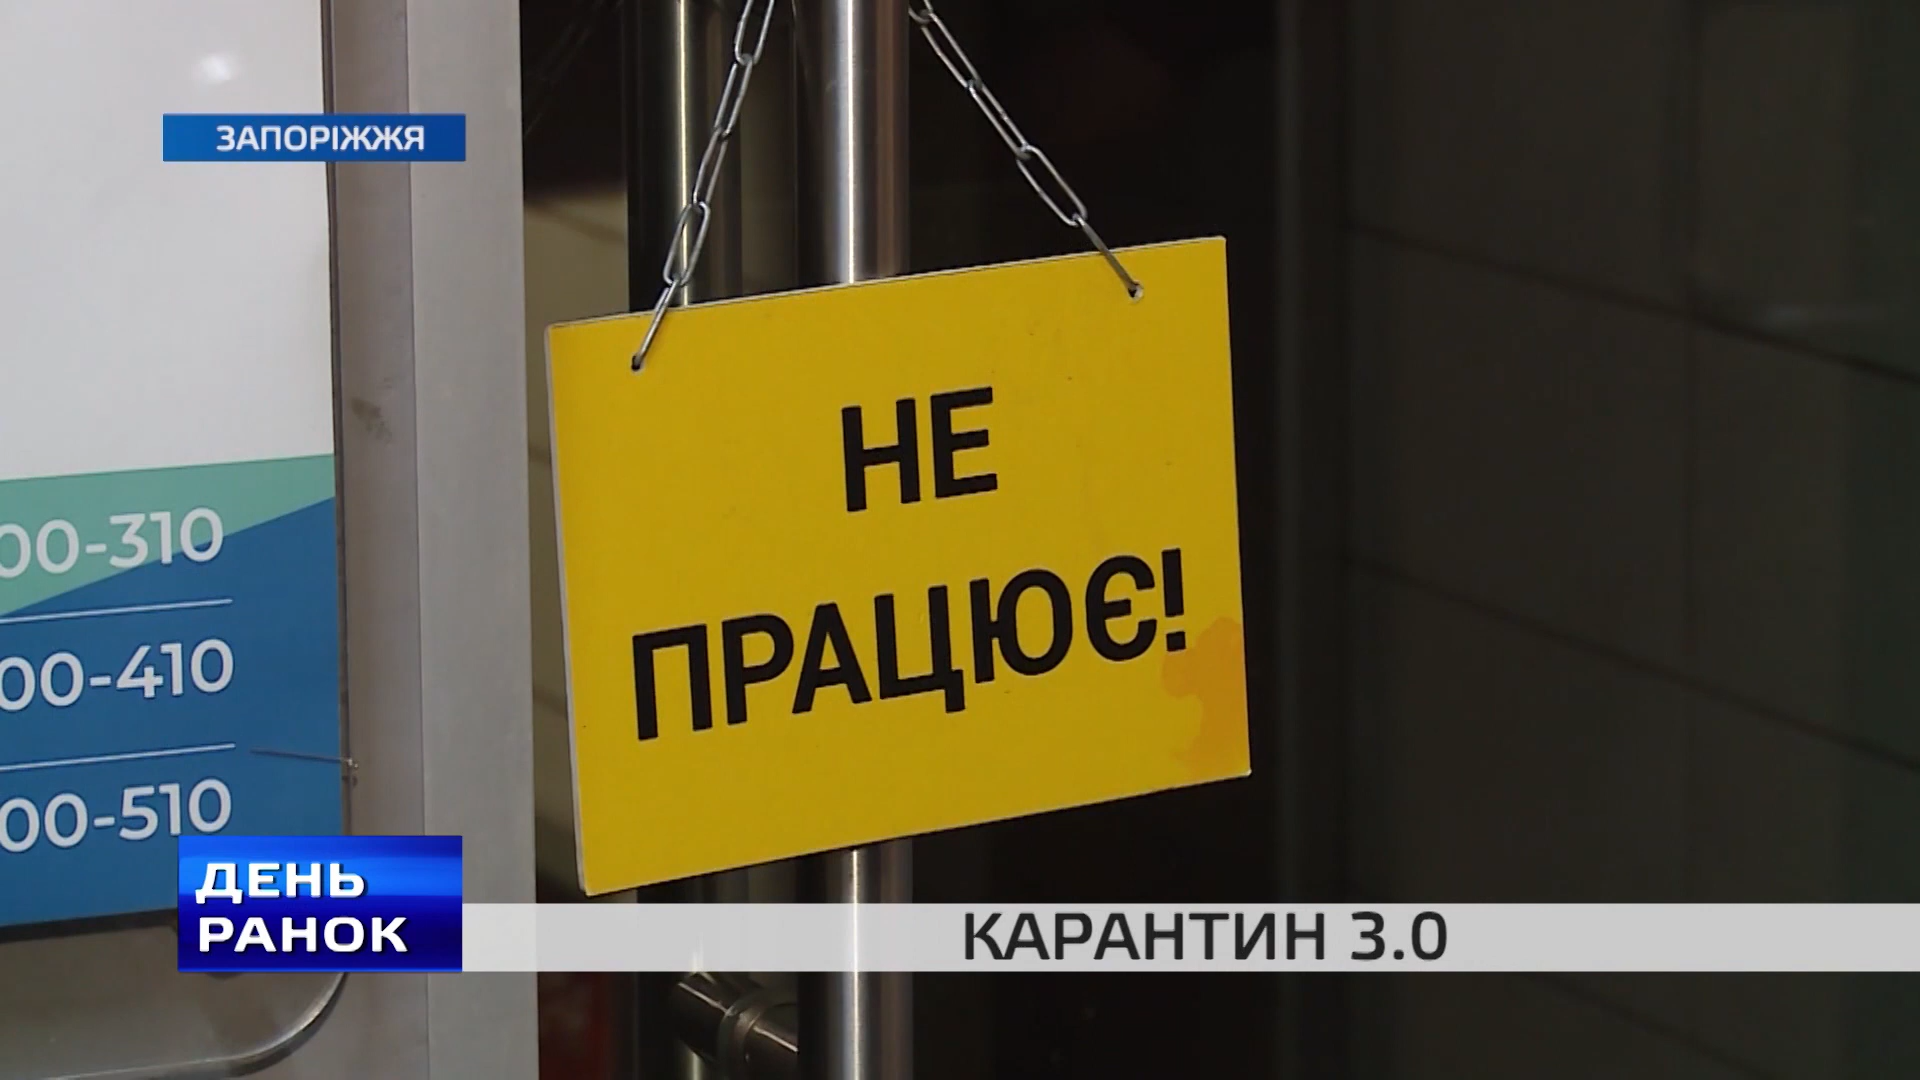 ЗАПОРІЖЖЯ
НЕ
ПРАЦЮЄ!
00-310
00-410
00-510
ДЕНЬ
РАНОК
КАРАНТИН 3.0